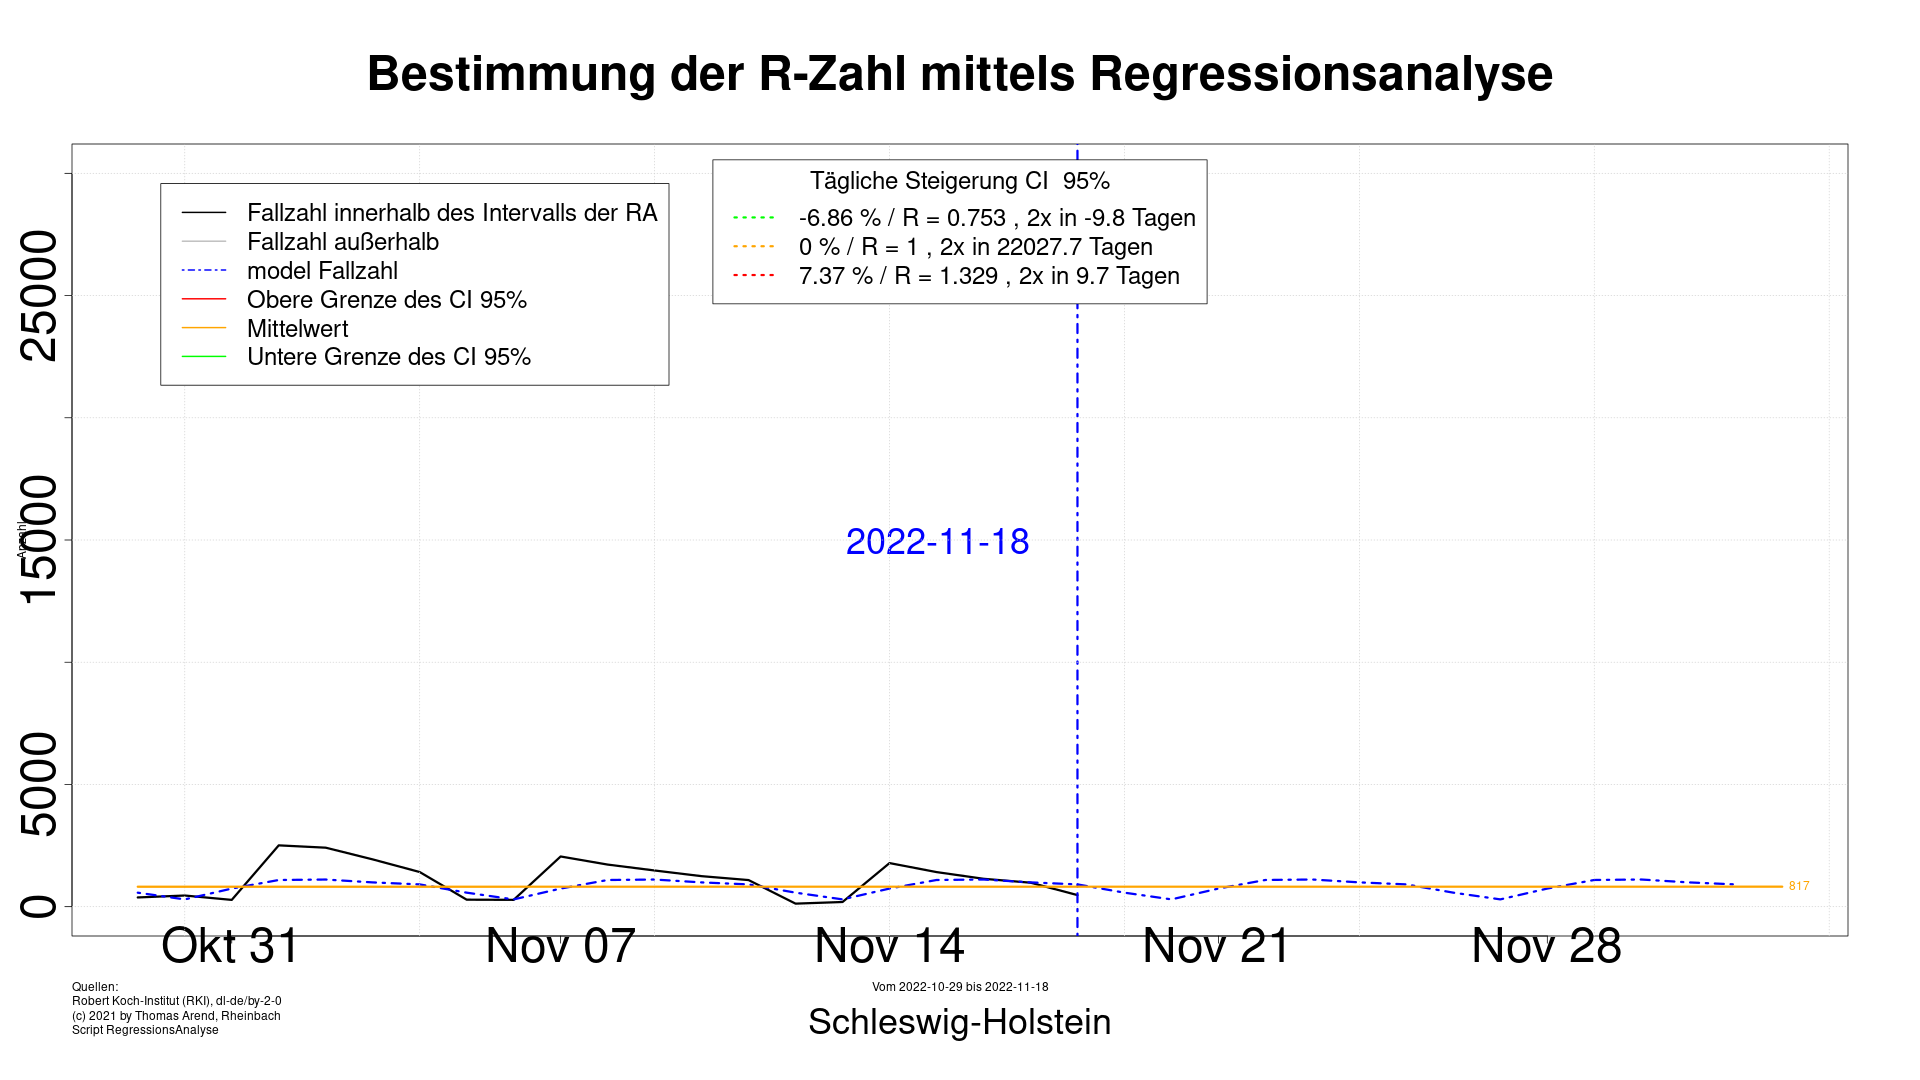 Bestimmung der R-Zahl mittels Regressionsanalyse
Fallzahl innerhalb des Intervalls der RA
Fallzahl außerhalb
model Fallzahl
Obere Grenze des CI 95%
Mittelwert
Untere Grenze des CI 95%
Tägliche Steigerung CI  95%
-6.86 % / R = 0.753 , 2x in -9.8 Tagen
0 % / R = 1 , 2x in 22027.7 Tagen
7.37 % / R = 1.329 , 2x in 9.7 Tagen
25000
15000
5000
0
Anzahl
2022-11-18
817
Okt 31 Nov 07 Nov 14 Nov 21 Nov 28
Quellen:
Robert Koch-Institut (RKI), dl-de/by-2-0
(c) 2021 by Thomas Arend, Rheinbach
Script RegressionsAnalyse
Vom 2022-10-29 bis 2022-11-18
Schleswig-Holstein